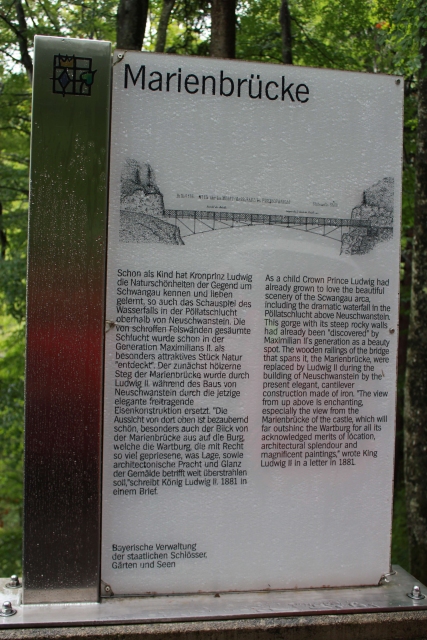 Marienbrücke
Schon als Kind hat Kronprinz Ludwig
die Naturschönheiten der Gegend um
Schwangau kennen und lieben
gelernt, so auch das Schauspiel des
Wasserfalls in der Pöllatschlucht
oberhalb von Neuschwanstein. Die
von schroffen Felswänden gesäumte
Schlucht wurde schon in der
Generation Maximilians II. als
besonders attraktives Stück Natur
"entdeckt". Der zunächst hölzerne
Steg der Marienbrücke wurde durch
Ludwig II. während des Baus von
Neuschwanstein durch die jetzige
elegante freitragende
Eisenkonstruktion ersetzt. "Die
Aussicht von dort oben ist bezaubernd
schön, besonders auch der Blick von
der Marienbrücke aus auf die Burg,
welche die Wartburg, die mit Recht
so viel gepriesene, was Lage, sowie
architektonische Pracht und Glanz
der Gemälde betrifft weit überstrahlen
soll,"schreibt König Ludwig II. 1881 in
einem Brief.
As a child Crown Prince Ludwig had
already grown to love the beautiful
scenery of the Scwangau area,
including the dramatic waterfall in the
Pöllatschlucht above Neuschwanstein.
This gorge with its steep rocky walls
had already been "discovered" by
Maximilian II's generation as a beauty
spot. The wooden railings of the bridge
that spans it, the Marienbrücke, were
replaced by Ludwig II during the
building of Neuschwanstein by the
present elegant, cantilever
construction made of iron. "The view
from up above is enchanting,
especially the view from the
Marienbrücke of the castle, which will
far outshinc the Wartburg for all its
acknowledged merits of location,
architectural splendour and
magnificent paintings," wrote King
Ludwig II in a letter in 1881.
Bayerische Verwaltung
der staatlichen Schlösser,
Gärten und Seen